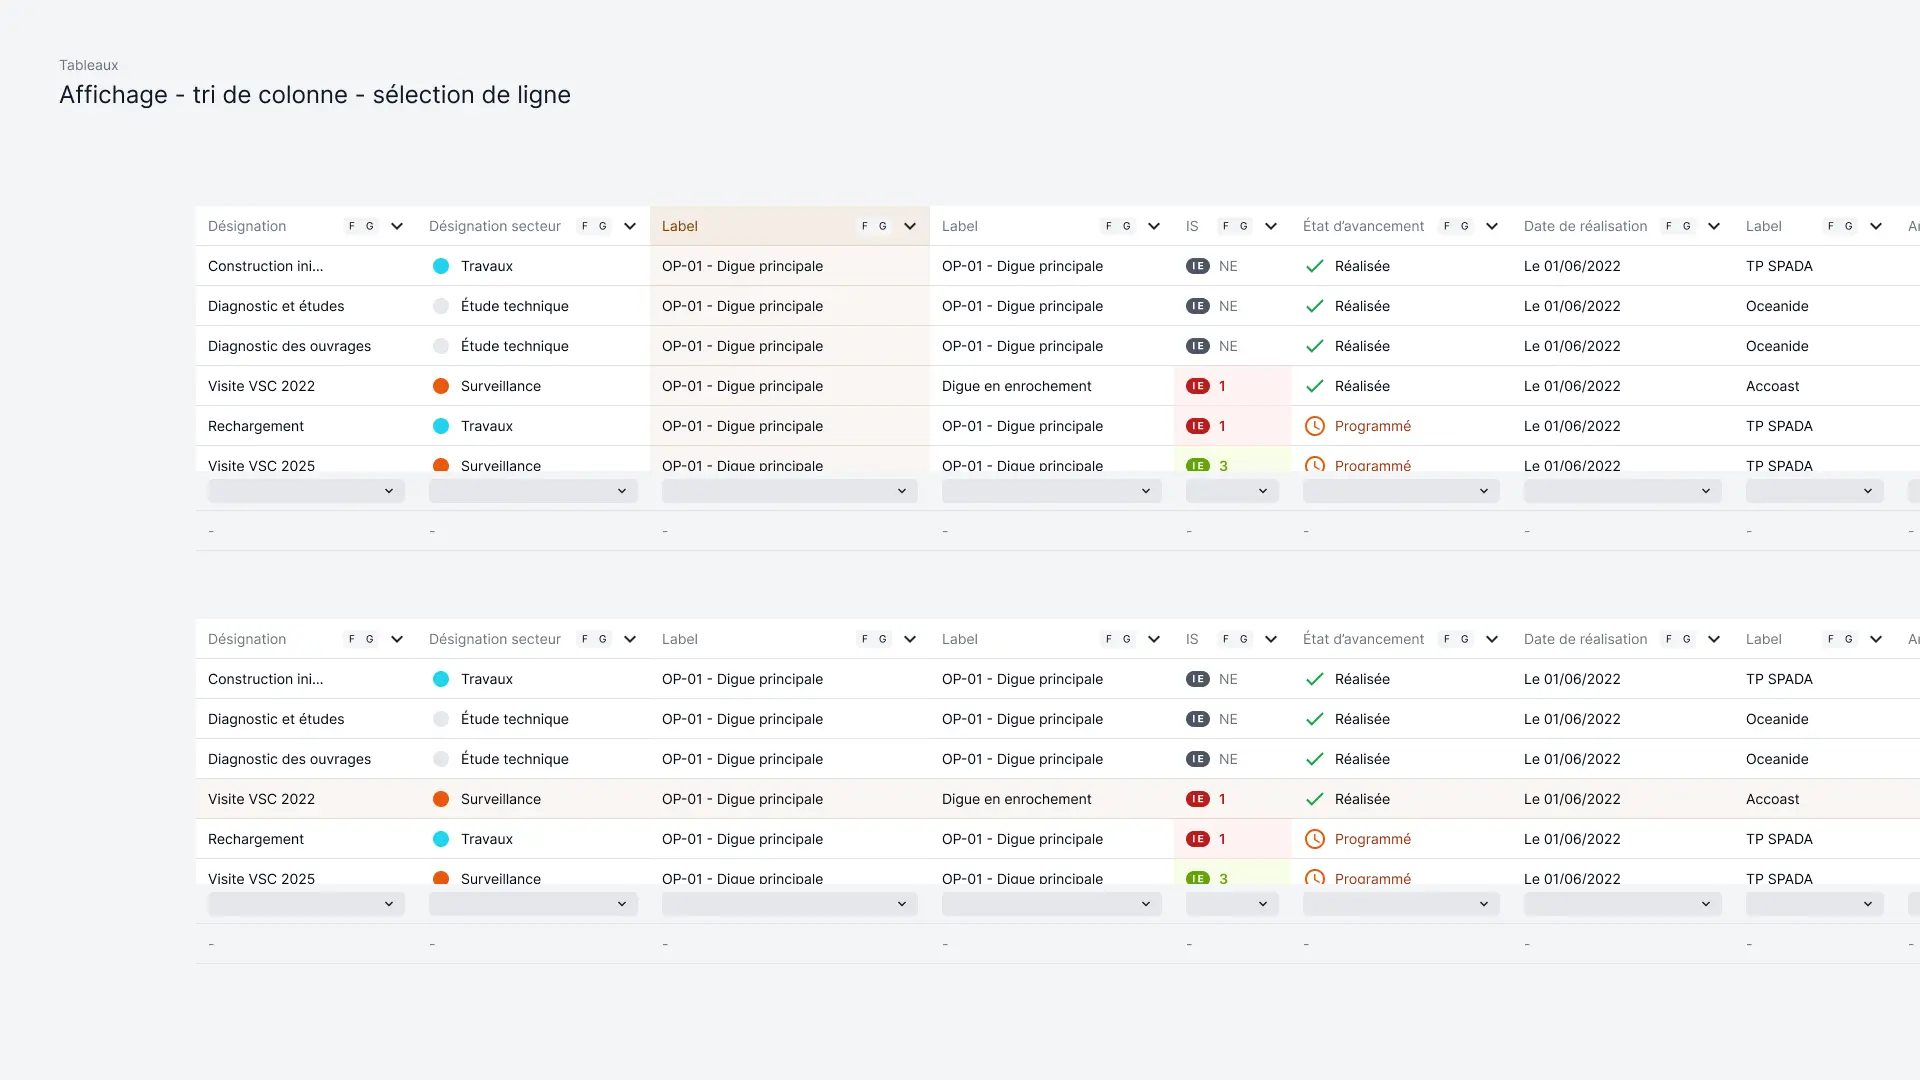 Tableaux
Affichage - tri de colonne - sélection de ligne
Désignation F G Désignation secteur F G Label F G Label F G IS F G État d’avancement F G Date de réalisation F G Label F G
Construction ini... Travaux OP-01 - Digue principale OP-01 - Digue principale IE NE Réalisée Le 01/06/2022 TP SPADA
Diagnostic et études Étude technique OP-01 - Digue principale OP-01 - Digue principale IE NE Réalisée Le 01/06/2022 Oceanide
Diagnostic des ouvrages Étude technique OP-01 - Digue principale OP-01 - Digue principale IE NE Réalisée Le 01/06/2022 Oceanide
Visite VSC 2022 Surveillance OP-01 - Digue principale Digue en enrochement IE 1 Réalisée Le 01/06/2022 Accoast
Rechargement Travaux OP-01 - Digue principale OP-01 - Digue principale IE 1 Programmé Le 01/06/2022 TP SPADA
Visite VSC 2025 Surveillance OP-01 - Digue principale OP-01 - Digue principale IE 3 Programmé Le 01/06/2022 TP SPADA
- - - - - - - - -
Désignation F G Désignation secteur F G Label F G Label F G IS F G État d’avancement F G Date de réalisation F G Label F G
Construction ini... Travaux OP-01 - Digue principale OP-01 - Digue principale IE NE Réalisée Le 01/06/2022 TP SPADA
Diagnostic et études Étude technique OP-01 - Digue principale OP-01 - Digue principale IE NE Réalisée Le 01/06/2022 Oceanide
Diagnostic des ouvrages Étude technique OP-01 - Digue principale OP-01 - Digue principale IE NE Réalisée Le 01/06/2022 Oceanide
Visite VSC 2022 Surveillance OP-01 - Digue principale Digue en enrochement IE 1 Réalisée Le 01/06/2022 Accoast
Rechargement Travaux OP-01 - Digue principale OP-01 - Digue principale IE 1 Programmé Le 01/06/2022 TP SPADA
Visite VSC 2025 Surveillance OP-01 - Digue principale OP-01 - Digue principale IE 3 Programmé Le 01/06/2022 TP SPADA
- - - - - - - - -